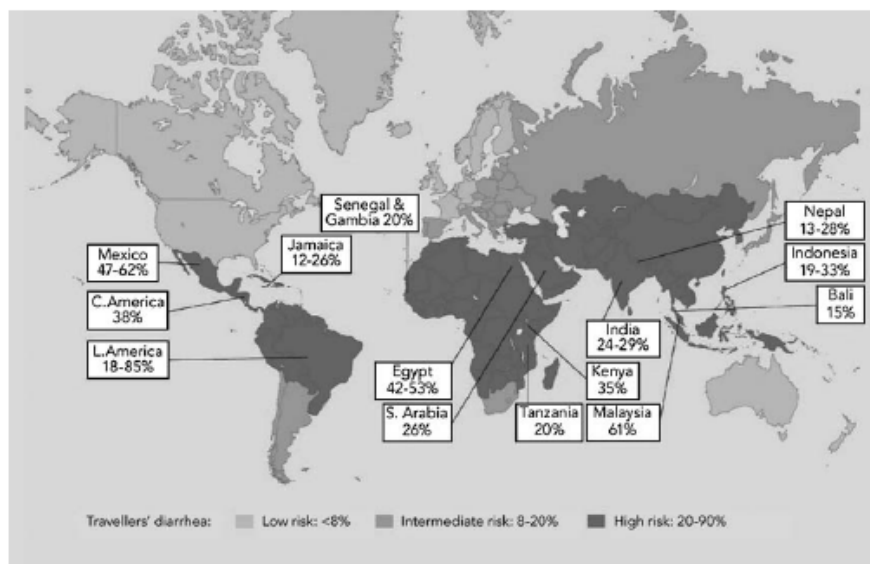 Senegal &
Gambia 20%
Nepal
13-28%
Mexico
47-62%
Jamaica
12-26%
Indonesia
19-33%
C.America
38%
Bali
15%
India
24-29%
L.America
18-85%
Egypt
42-53%
Kenya
35%
S. Arabia
26%
Tanzania
20%
Malaysia
61%
Travellers' diarrhea: Low risk: <8% Intermediate risk: 8-20% High risk: 20-90%